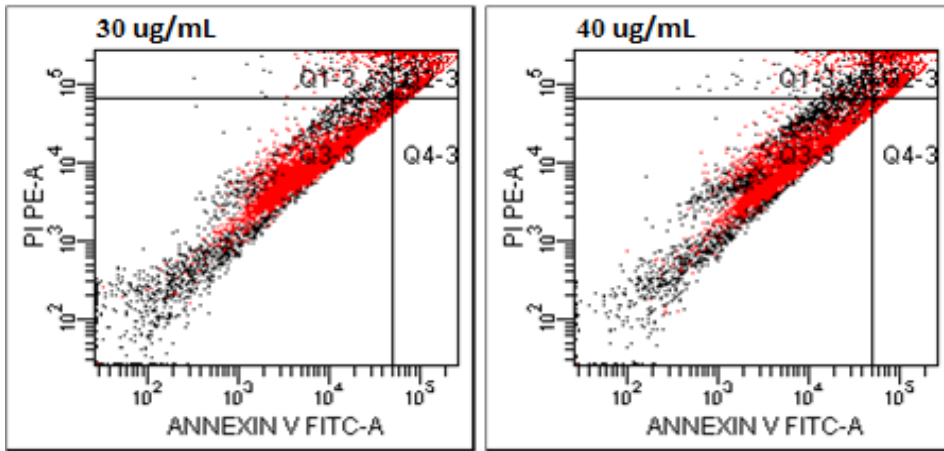 30 ug/mL
Q1-3 Q2-3
Q3-3 Q4-3
PI PE-A
10^5
10^4
10^3
10^2
10^2 10^3 10^4 10^5
ANNEXIN V FITC-A
40 ug/mL
Q1-3 Q2-3
Q3-3 Q4-3
PI PE-A
10^5
10^4
10^3
10^2
10^2 10^3 10^4 10^5
ANNEXIN V FITC-A